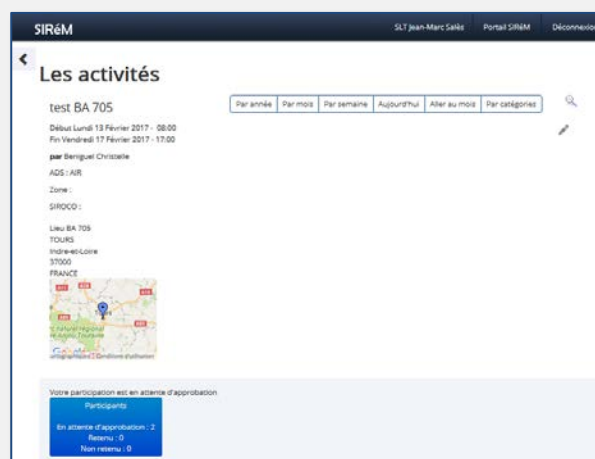 SIRéM
SLT Jean-Marc Salès Portail SIRéM Déconnexion
Les activités
test BA 705
Par année Par mois Par semaine Aujourd'hui Aller au mois Par catégories
Début Lundi 13 Février 2017 - 08:00
Fin Vendredi 17 Février 2017 - 17:00
par Beniguel Christelle
ADS : AIR
Zone :
SIROCO :
Lieu BA 705
TOURS
Indre-et-Loire
37000
FRANCE
Tours
Conditions d'utilisation
Votre participation est en attente d'approbation
Participants
En attente d'approbation : 2
Retenu : 0
Non retenu : 0